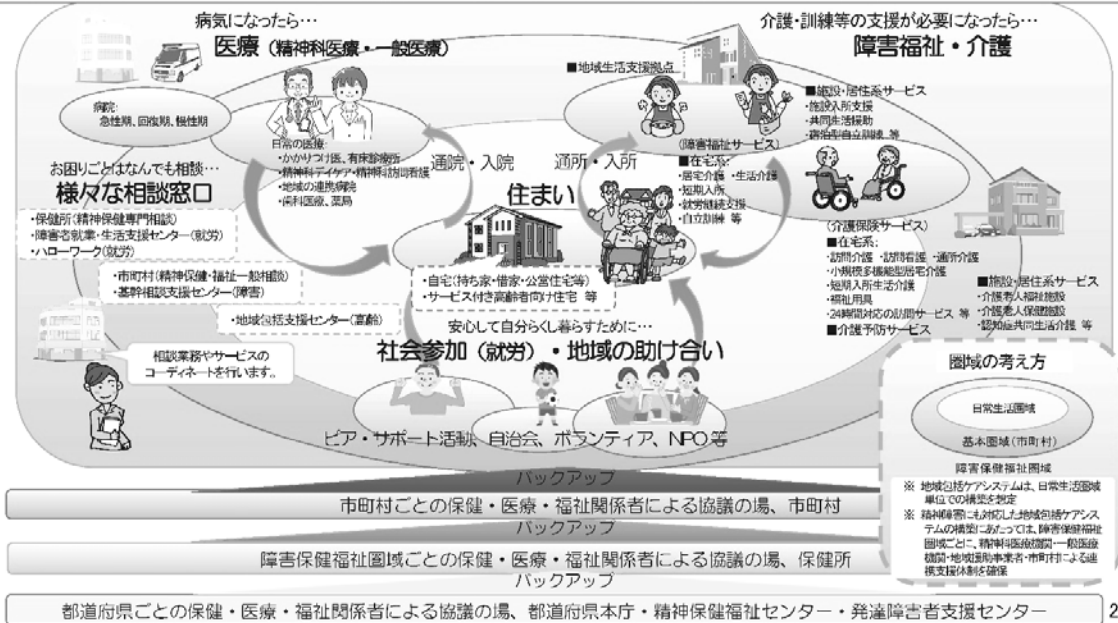 病気になったら…
医療(精神科医療・一般医療)
介護・訓練等の支援が必要になったら…
障害福祉・介護
病院:
急性期、回復期、慢性期
日常の医療:
・かかりつけ医、有床診療所
・精神科デイケア・精神科訪問看護
・地域の連携病院
・歯科医療、薬局
通院・入院
通所・入所
■地域生活支援拠点
(障害福祉サービス)
■在宅系:
・居宅介護 ・生活介護
・短期入所
・就労継続支援
・自立訓練 等
■施設・居住系サービス
・施設入所支援
・共同生活援助
・宿泊型自立訓練 等
お困りごとはなんでも相談…
様々な相談窓口
・保健所(精神保健専門相談)
・障害者就業・生活支援センター(就労)
・ハローワーク(就労)
・市町村(精神保健・福祉一般相談)
・基幹相談支援センター(障害)
・地域包括支援センター(高齢)
相談業務やサービスの
コーディネートを行います。
住まい
・自宅(持ち家・借家・公営住宅等)
・サービス付き高齢者向け住宅 等
(介護保険サービス)
■在宅系:
・訪問介護 ・訪問看護 ・通所介護
・小規模多機能型居宅介護
・短期入所生活介護
・福祉用具
・24時間対応の訪問サービス 等
■介護予防サービス
■施設・居住系サービス
・介護老人福祉施設
・介護老人保健施設
・認知症共同生活介護 等
安心して自分らしく暮らすために…
社会参加(就労)・地域の助け合い
ピア・サポート活動、自治会、ボランティア、NPO 等
圏域の考え方
日常生活圏域
基本圏域(市町村)
障害保健福祉圏域
※ 地域包括ケアシステムは、日常生活圏域
単位での構築を想定
※ 精神障害にも対応した地域包括ケアシス
テムの構築にあたっては、障害保健福祉
圏域ごとに、精神科医療機関・一般医療
機関・地域援助事業者・市町村による連
携支援体制を確保
バックアップ
市町村ごとの保健・医療・福祉関係者による協議の場、市町村
バックアップ
障害保健福祉圏域ごとの保健・医療・福祉関係者による協議の場、保健所
バックアップ
都道府県ごとの保健・医療・福祉関係者による協議の場、都道府県本庁・精神保健福祉センター・発達障害者支援センター
2